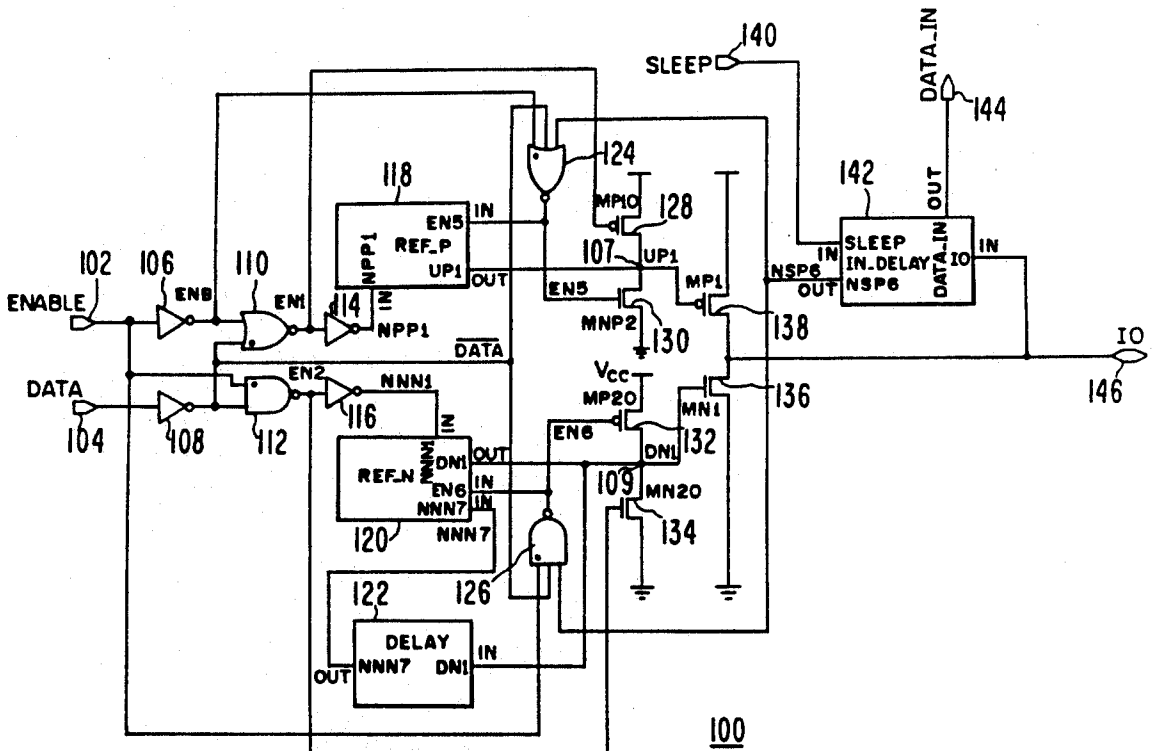 140
SLEEP
DATA_IN
144
124
118
142
OUT
MP10
128
IN
EN5
REF_P
NPP1
UP1
OUT
107
UP1
SLEEP
IN
IN_DELAY
DATA_IN
IO
IN
NSP6
OUT
NSP6
102
106
110
ENABLE
ENB
EN1
114
IN
NPP1
EN5
MP1
MNP2
130
138
IO
146
DATA
EN2
NNN1
VCC
DATA
104
408
112
116
IN
MP20
EN6
132
MN1
136
NNN1
DN1
OUT
DN1
REF_N
109
EN6
IN
NNN7
IN
MN20
134
120
NNN7
126
122
DELAY
IN
OUT
NNN7
DN1
100